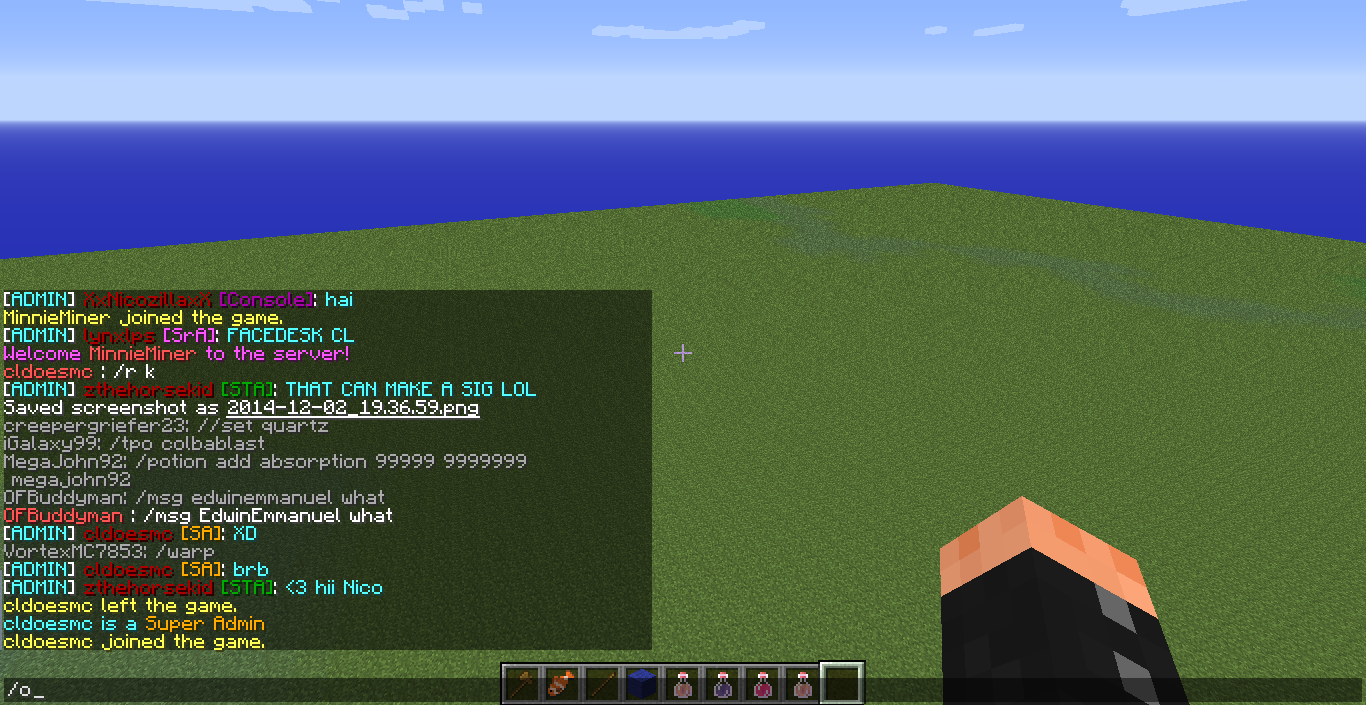 [ADMIN] XxNicozillaxX [Console]: hai
MinnieMiner joined the game.
[ADMIN] lynxlps [SrA]: FACEDESK CL
Welcome MinnieMiner to the server!
cldoesmc : /r k
[ADMIN] zthehorsekid [STA]: THAT CAN MAKE A SIG LOL
Saved screenshot as 2014-12-02_19.36.59.png
creepergriefer23: //set quartz
iGalaxy99: /tpo colbablast
MegaJohn92: /potion add absorption 99999 9999999
megajohn92
OFBuddyman: /msg edwinemmanuel what
OFBuddyman : /msg EdwinEmmanuel what
[ADMIN] cldoesmc [SA]: XD
VortexMC7853: /warp
[ADMIN] cldoesmc [SA]: brb
[ADMIN] zthehorsekid [STA]: <3 hii Nico
cldoesmc left the game.
cldoesmc is a Super Admin
cldoesmc joined the game.
/o_